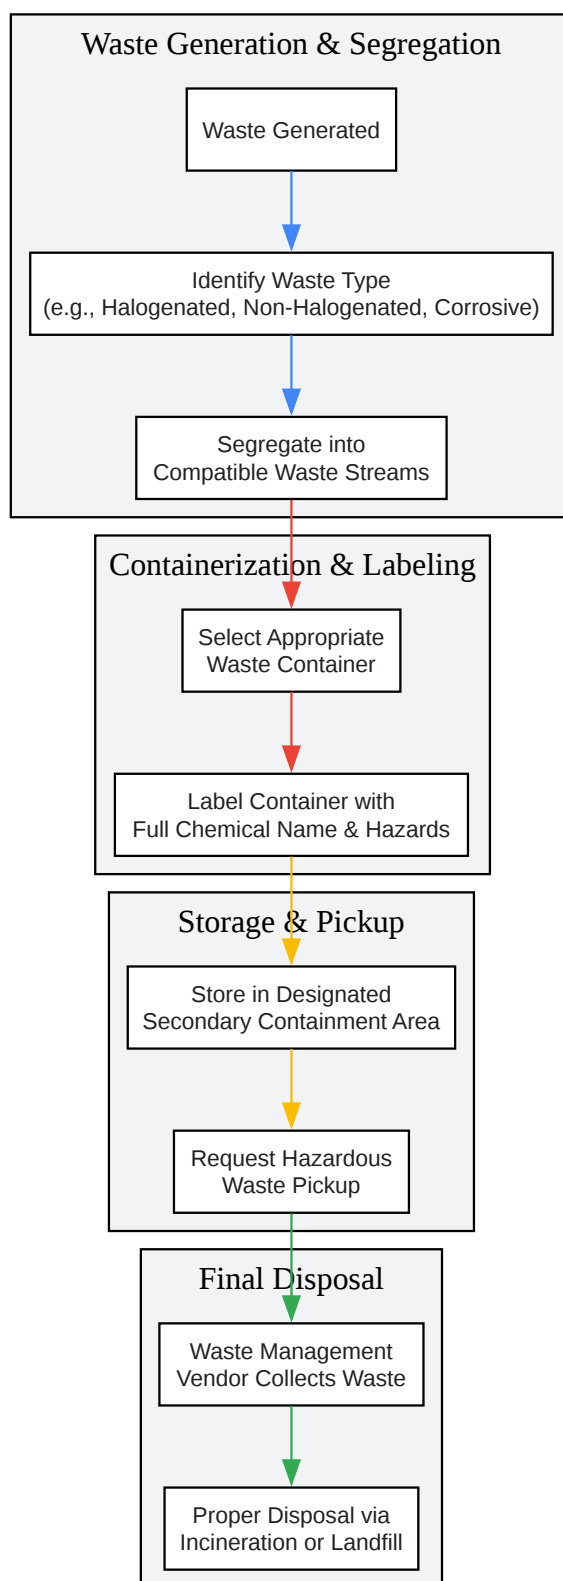 Waste Generation & Segregation
Waste Generated
Identify Waste Type
(e.g., Halogenated, Non-Halogenated, Corrosive)
Segregate into
Compatible Waste Streams
Containerization & Labeling
Select Appropriate
Waste Container
Label Container with
Full Chemical Name & Hazards
Storage & Pickup
Store in Designated
Secondary Containment Area
Request Hazardous
Waste Pickup
Final Disposal
Waste Management
Vendor Collects Waste
Proper Disposal via
Incineration or Landfill